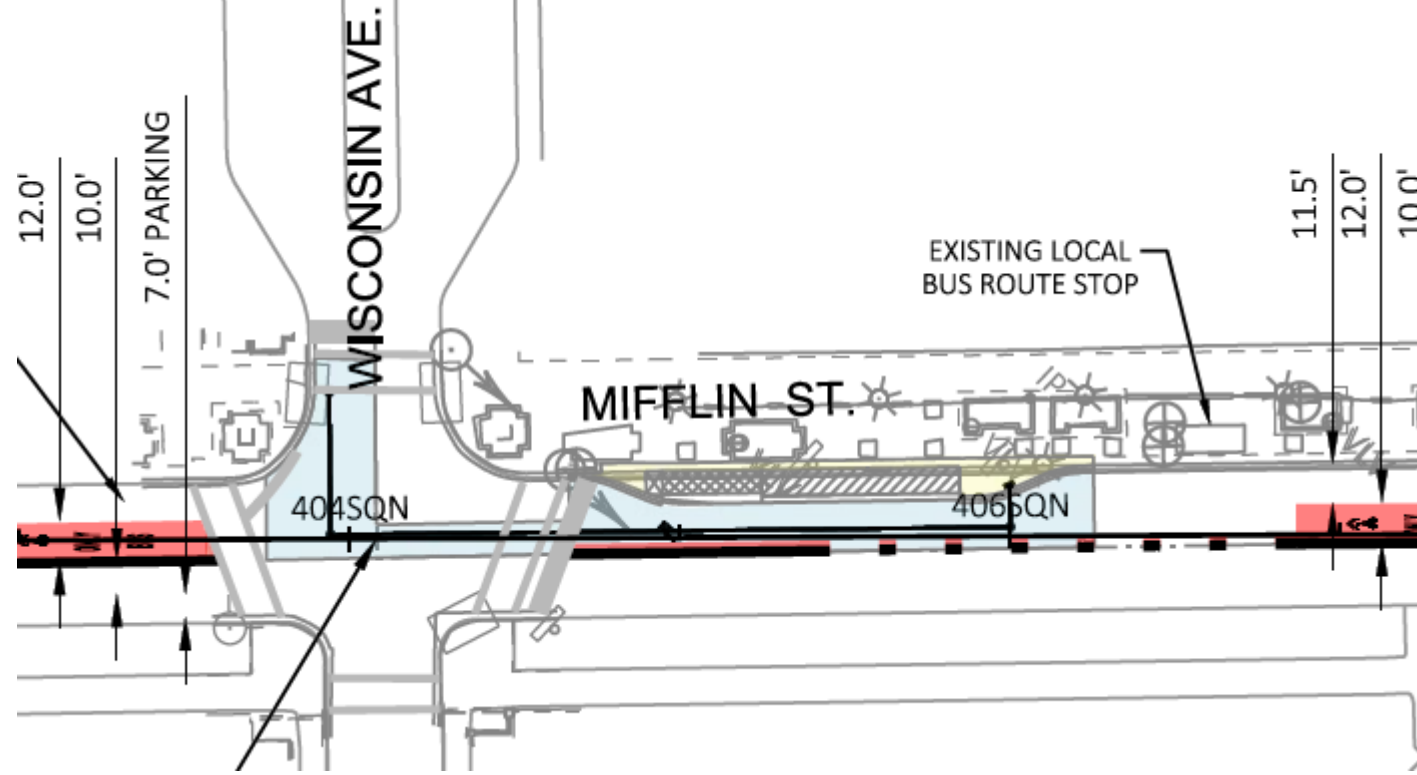 WISCONSIN AVE.
12.0'
10.0'
7.0' PARKING
11.5'
12.0'
10.0'
EXISTING LOCAL
BUS ROUTE STOP
MIFFLIN ST.
404SQN
406SQN